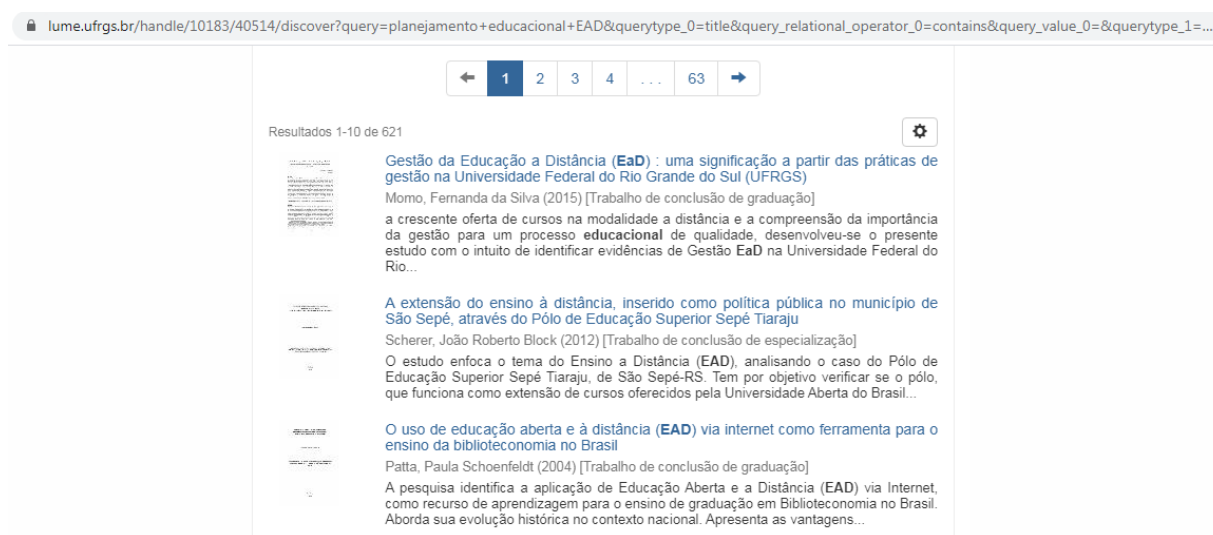 lume.ufrgs.br/handle/10183/40514/discover?query=planejamento+educacional+EAD&querytype_0=title&query_relational_operator_0=contains&query_value_0=&querytype_1=...
1 2 3 4 ... 63
Resultados 1-10 de 621
Gestão da Educação a Distância (EaD) : uma significação a partir das práticas de
gestão na Universidade Federal do Rio Grande do Sul (UFRGS)
Momo, Fernanda da Silva (2015) [Trabalho de conclusão de graduação]
a crescente oferta de cursos na modalidade a distância e a compreensão da importância
da gestão para um processo educacional de qualidade, desenvolveu-se o presente
estudo com o intuito de identificar evidências de Gestão EaD na Universidade Federal do
Rio...
A extensão do ensino à distância, inserido como política pública no município de
São Sepé, através do Pólo de Educação Superior Sepé Tiaraju
Scherer, João Roberto Block (2012) [Trabalho de conclusão de especialização]
O estudo enfoca o tema do Ensino a Distância (EAD), analisando o caso do Pólo de
Educação Superior Sepé Tiaraju, de São Sepé-RS. Tem por objetivo verificar se o pólo,
que funciona como extensão de cursos oferecidos pela Universidade Aberta do Brasil...
O uso de educação aberta e à distância (EAD) via internet como ferramenta para o
ensino da biblioteconomia no Brasil
Patta, Paula Schoenfeldt (2004) [Trabalho de conclusão de graduação]
A pesquisa identifica a aplicação de Educação Aberta e a Distância (EAD) via Internet,
como recurso de aprendizagem para o ensino de graduação em Biblioteconomia no Brasil.
Aborda sua evolução histórica no contexto nacional. Apresenta as vantagens...